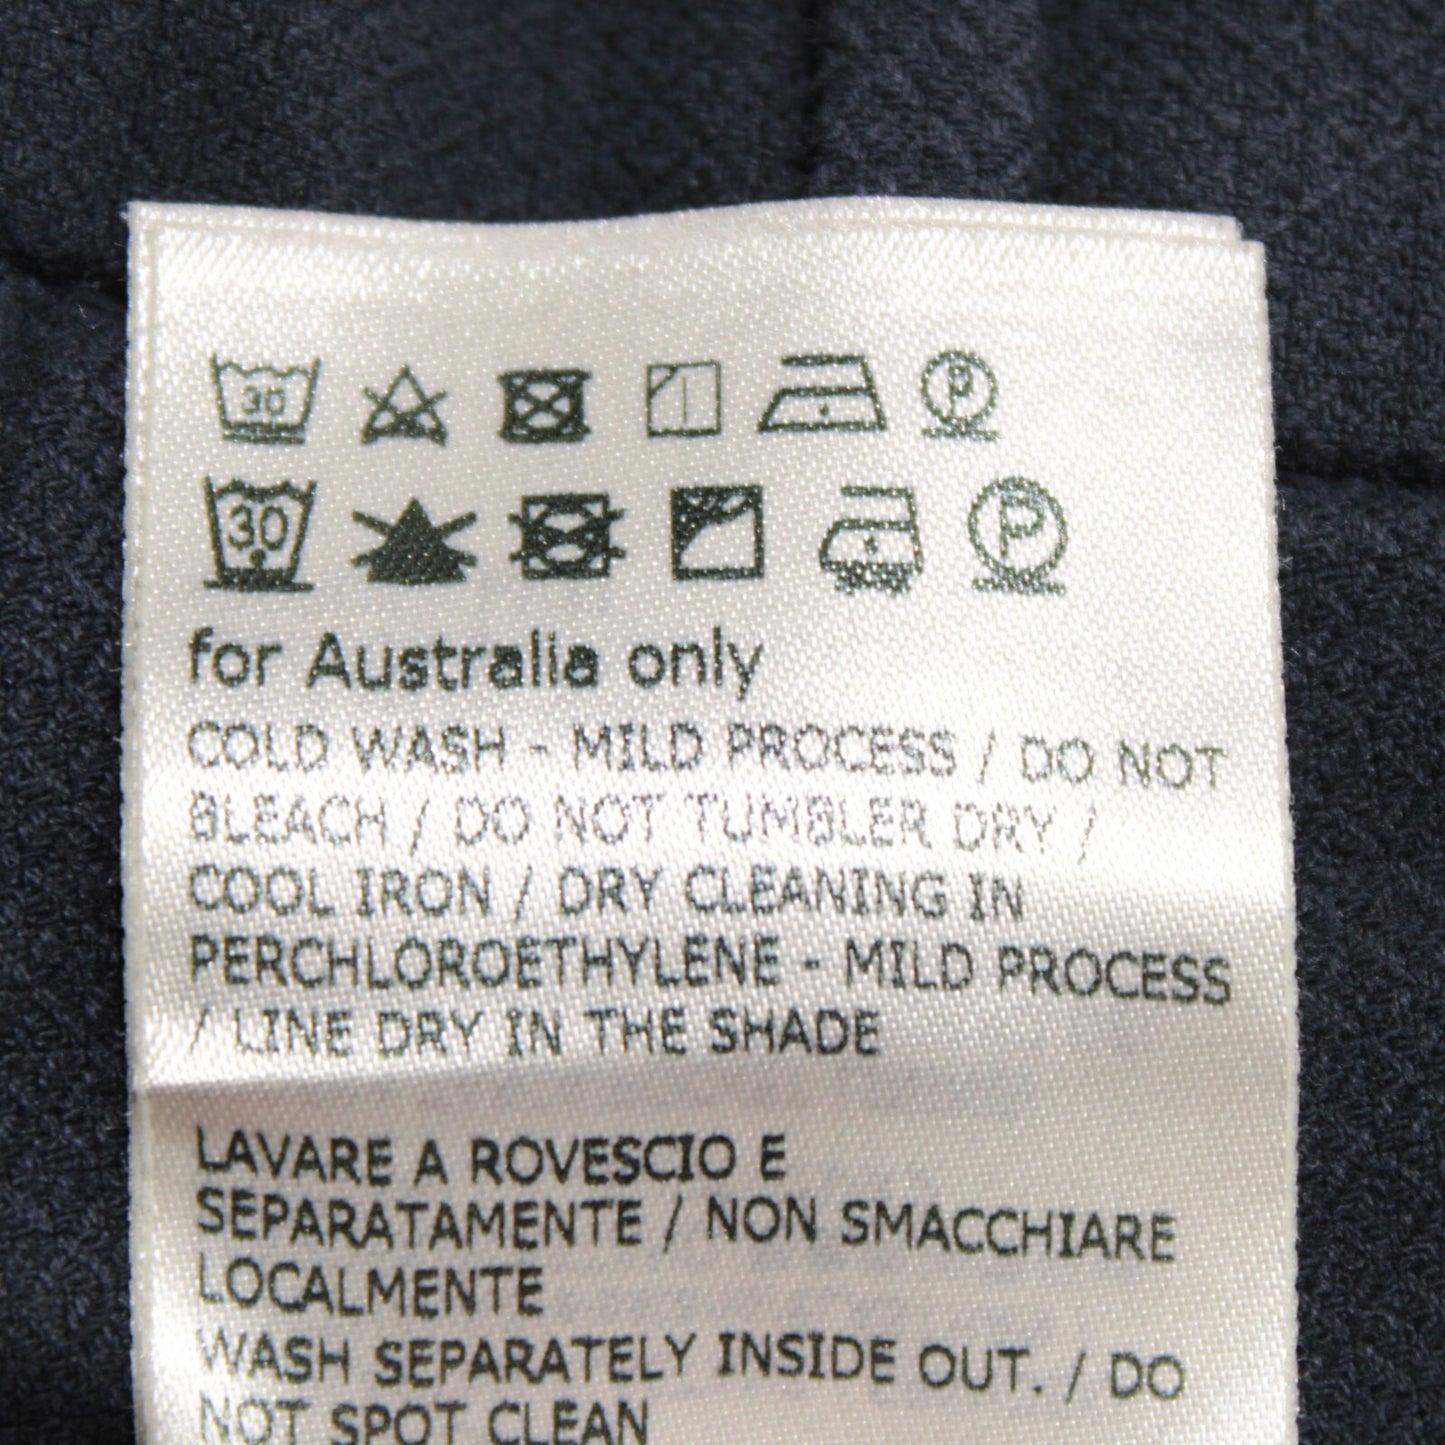 30 P
30 P
for Australia only
COLD WASH - MILD PROCESS / DO NOT
BLEACH / DO NOT TUMBLER DRY /
COOL IRON / DRY CLEANING IN
PERCHLOROETHYLENE - MILD PROCESS
/ LINE DRY IN THE SHADE
LAVARE A ROVESCIO E
SEPARATAMENTE / NON SMACCHIARE
LOCALMENTE
WASH SEPARATELY INSIDE OUT. / DO
NOT SPOT CLEAN